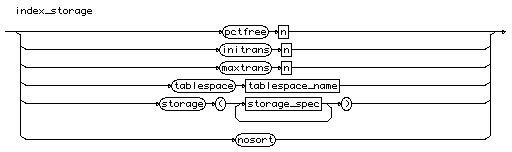 index_storage
pctfree n
initrans n
maxtrans n
tablespace tablespace_name
storage ( storage_spec )
nosort